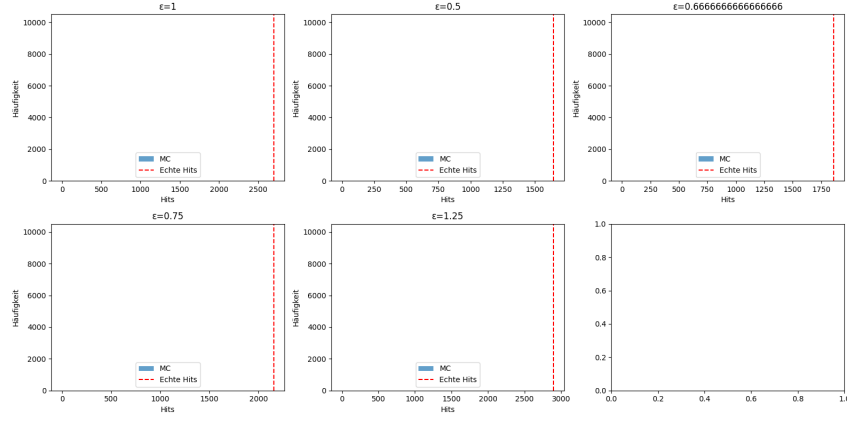 ε=1
10000
8000
6000
4000
2000
0
Häufigkeit
MC
Echte Hits
0 500 1000 1500 2000 2500
Hits
ε=0.5
10000
8000
6000
4000
2000
0
Häufigkeit
MC
Echte Hits
0 250 500 750 1000 1250 1500
Hits
ε=0.6666666666666666
10000
8000
6000
4000
2000
0
Häufigkeit
MC
Echte Hits
0 250 500 750 1000 1250 1500 1750
Hits
ε=0.75
10000
8000
6000
4000
2000
0
Häufigkeit
MC
Echte Hits
0 500 1000 1500 2000
Hits
ε=1.25
10000
8000
6000
4000
2000
0
Häufigkeit
MC
Echte Hits
0 500 1000 1500 2000 2500 3000
Hits
1.0
0.8
0.6
0.4
0.2
0.0
0.0 0.2 0.4 0.6 0.8 1.0